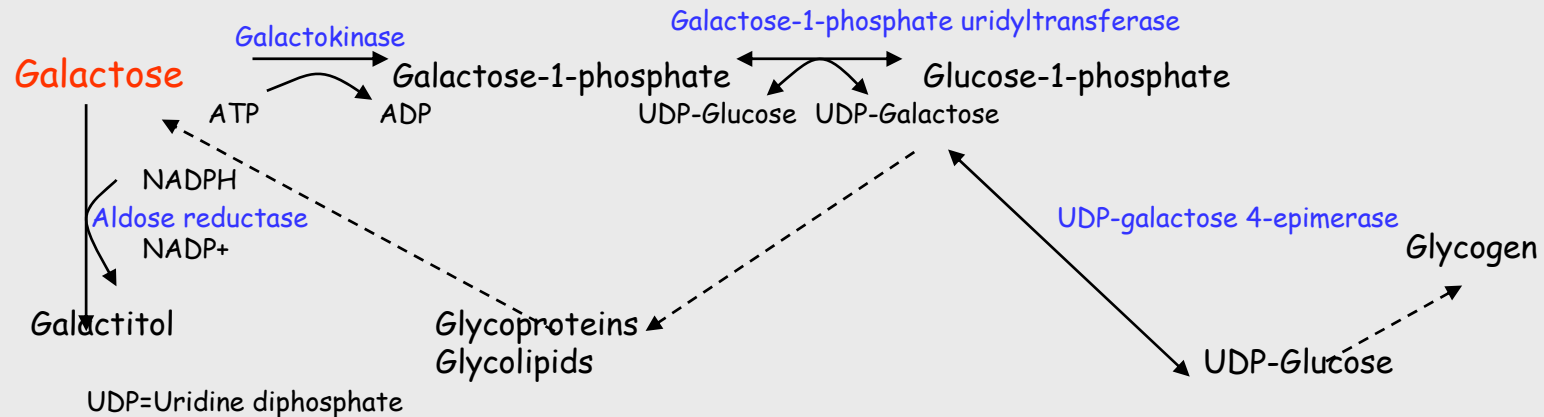 Galactose-1-phosphate uridyltransferase
Galactokinase
Galactose
Galactose-1-phosphate
Glucose-1-phosphate
ATP
ADP
UDP-Glucose
UDP-Galactose
NADPH
Aldose reductase
NADP+
UDP-galactose 4-epimerase
Glycogen
Galactitol
Glycoproteins
Glycolipids
UDP-Glucose
UDP=Uridine diphosphate